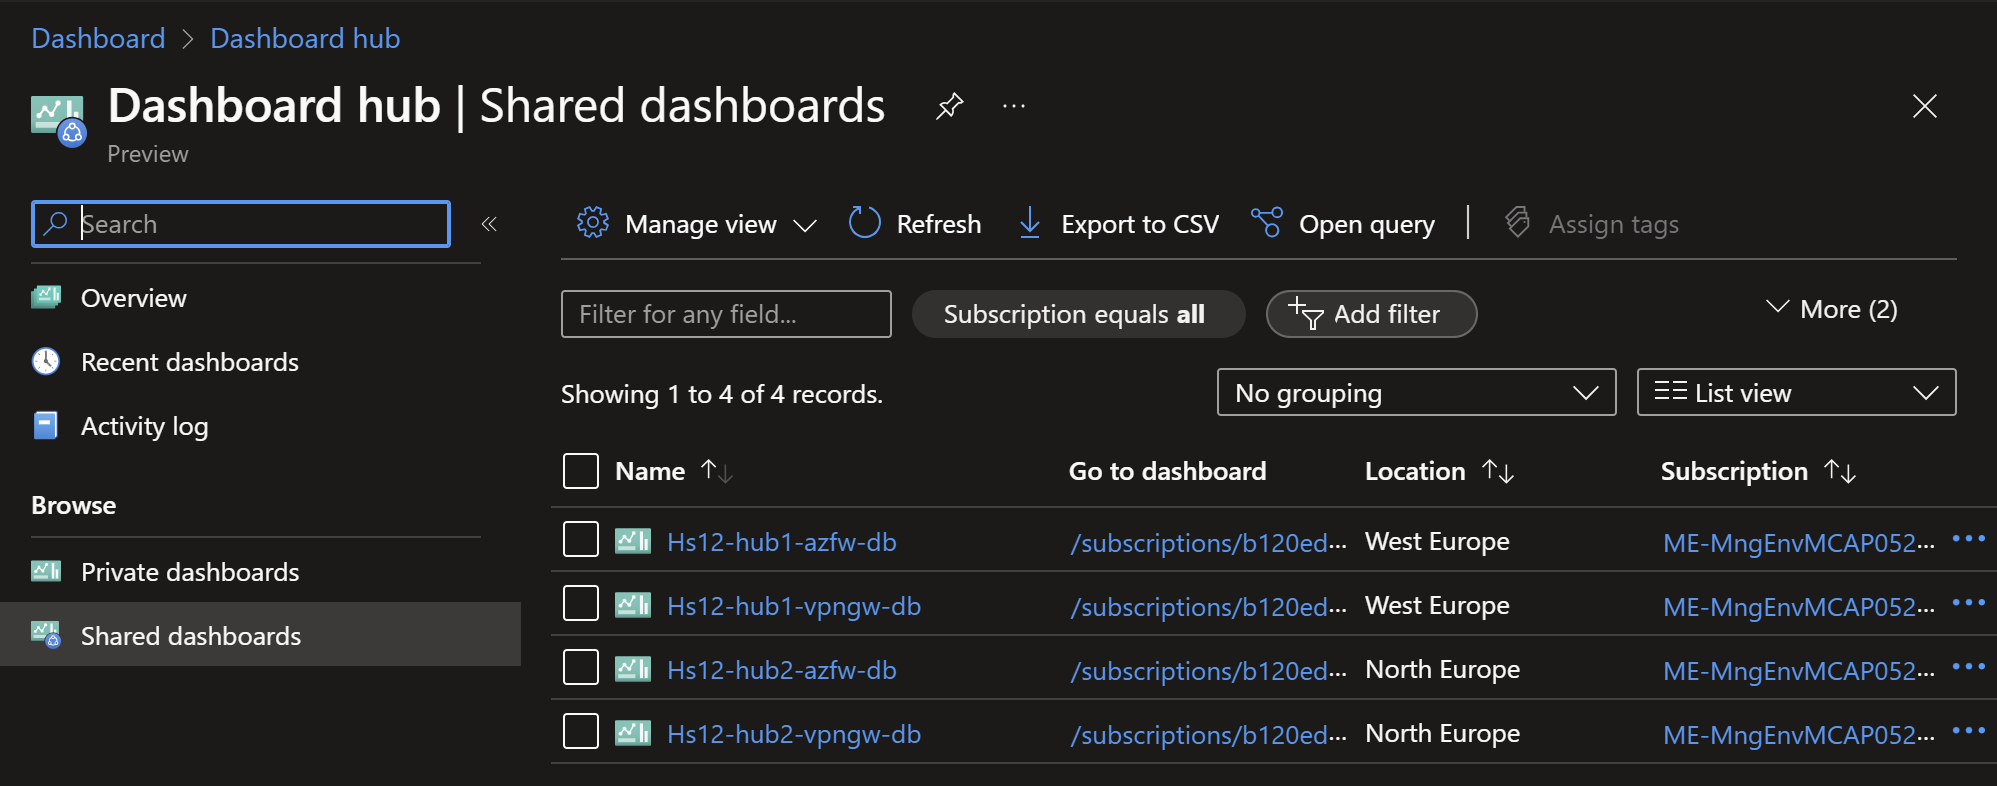 Dashboard > Dashboard hub
Dashboard hub | Shared dashboards ...
Preview
Search
«
Overview
Recent dashboards
Activity log
Browse
Private dashboards
Shared dashboards
Manage view
Refresh
Export to CSV
Open query
Assign tags
Filter for any field...
Subscription equals all
Add filter
More (2)
Showing 1 to 4 of 4 records.
No grouping
List view
Name ↑↓ Go to dashboard Location ↑↓ Subscription ↑↓
Hs12-hub1-azfw-db /subscriptions/b120ed... West Europe ME-MngEnvMCAP052... ...
Hs12-hub1-vpngw-db /subscriptions/b120ed... West Europe ME-MngEnvMCAP052... ...
Hs12-hub2-azfw-db /subscriptions/b120ed... North Europe ME-MngEnvMCAP052... ...
Hs12-hub2-vpngw-db /subscriptions/b120ed... North Europe ME-MngEnvMCAP052... ...